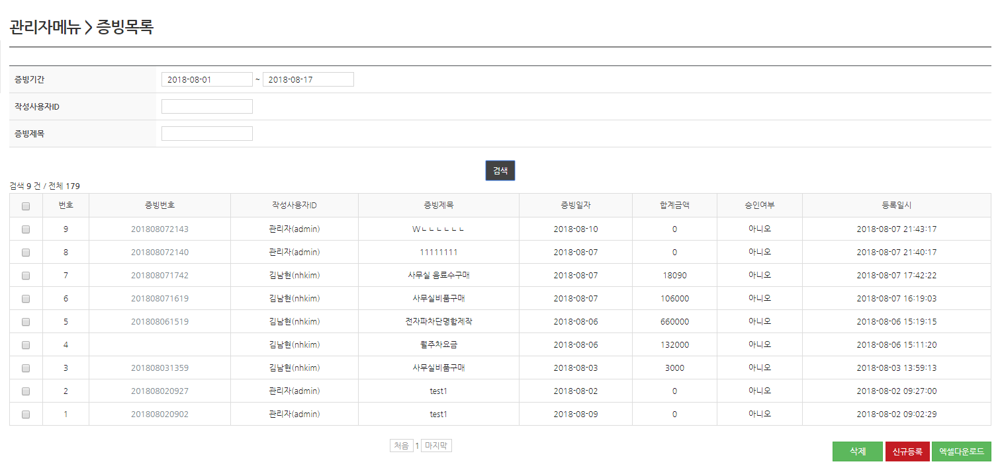 관리자메뉴 > 증빙목록
증빙기간 2018-08-01 ~ 2018-08-17
작성사용자ID
증빙제목
검색
검색 9 건 / 전체 179
번호 증빙번호 작성사용자ID 증빙제목 증빙일자 합계금액 승인여부 등록일시
9 201808072143 관리자(admin) Wㄴㄴㄴㄴㄴㄴ 2018-08-10 0 아니오 2018-08-07 21:43:17
8 201808072140 관리자(admin) 11111111 2018-08-07 0 아니오 2018-08-07 21:40:17
7 201808071742 김남현(nhkim) 사무실 음료수구매 2018-08-07 18090 아니오 2018-08-07 17:42:22
6 201808071619 김남현(nhkim) 사무실비품구매 2018-08-07 106000 아니오 2018-08-07 16:19:03
5 201808061519 김남현(nhkim) 전자파차단명함제작 2018-08-06 660000 아니오 2018-08-06 15:19:15
4 김남현(nhkim) 월주차요금 2018-08-06 132000 아니오 2018-08-06 15:11:20
3 201808031359 김남현(nhkim) 사무실비품구매 2018-08-03 3000 아니오 2018-08-03 13:59:13
2 201808020927 관리자(admin) test1 2018-08-02 0 아니오 2018-08-02 09:27:00
1 201808020902 관리자(admin) test1 2018-08-09 0 아니오 2018-08-02 09:02:29
처음 1 마지막
삭제 신규등록 엑셀다운로드